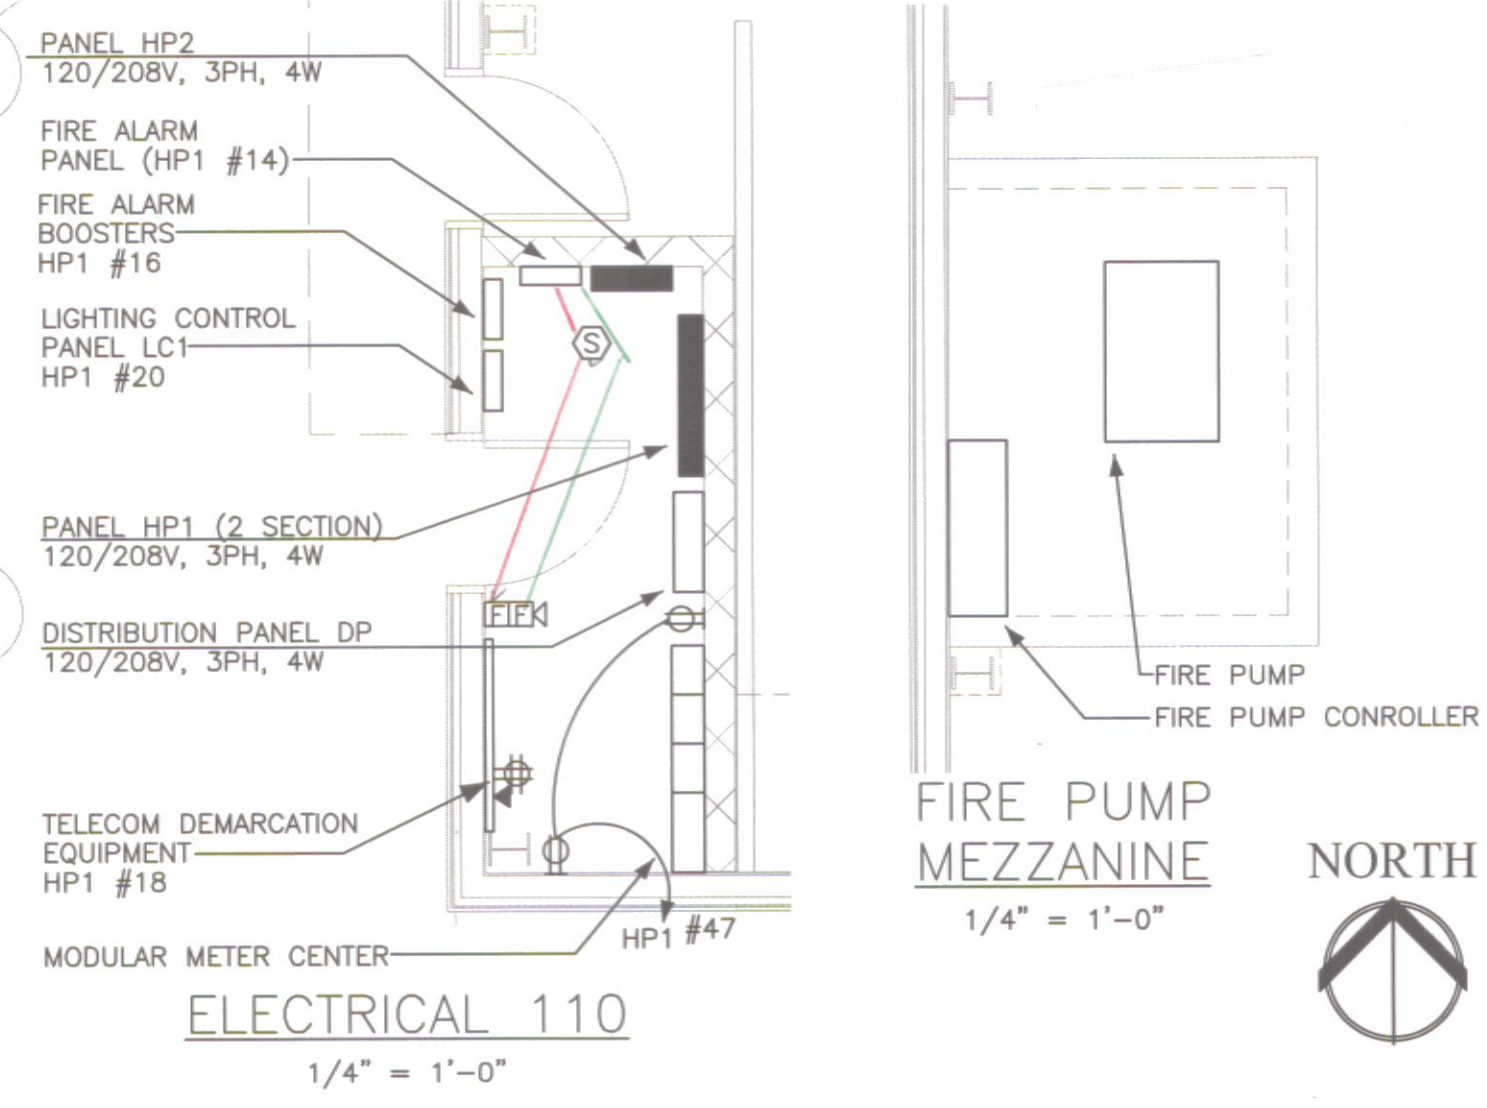 PANEL HP2
120/208V, 3PH, 4W
FIRE ALARM
PANEL (HP1 #14)
FIRE ALARM
BOOSTERS
HP1 #16
LIGHTING CONTROL
PANEL LC1
HP1 #20
PANEL HP1 (2 SECTION)
120/208V, 3PH, 4W
DISTRIBUTION PANEL DP
120/208V, 3PH, 4W
TELECOM DEMARCATION
EQUIPMENT
HP1 #18
MODULAR METER CENTER
S
F F
HP1 #47
ELECTRICAL 110
1/4" = 1'-0"
FIRE PUMP
FIRE PUMP CONROLLER
FIRE PUMP
MEZZANINE
1/4" = 1'-0"
NORTH